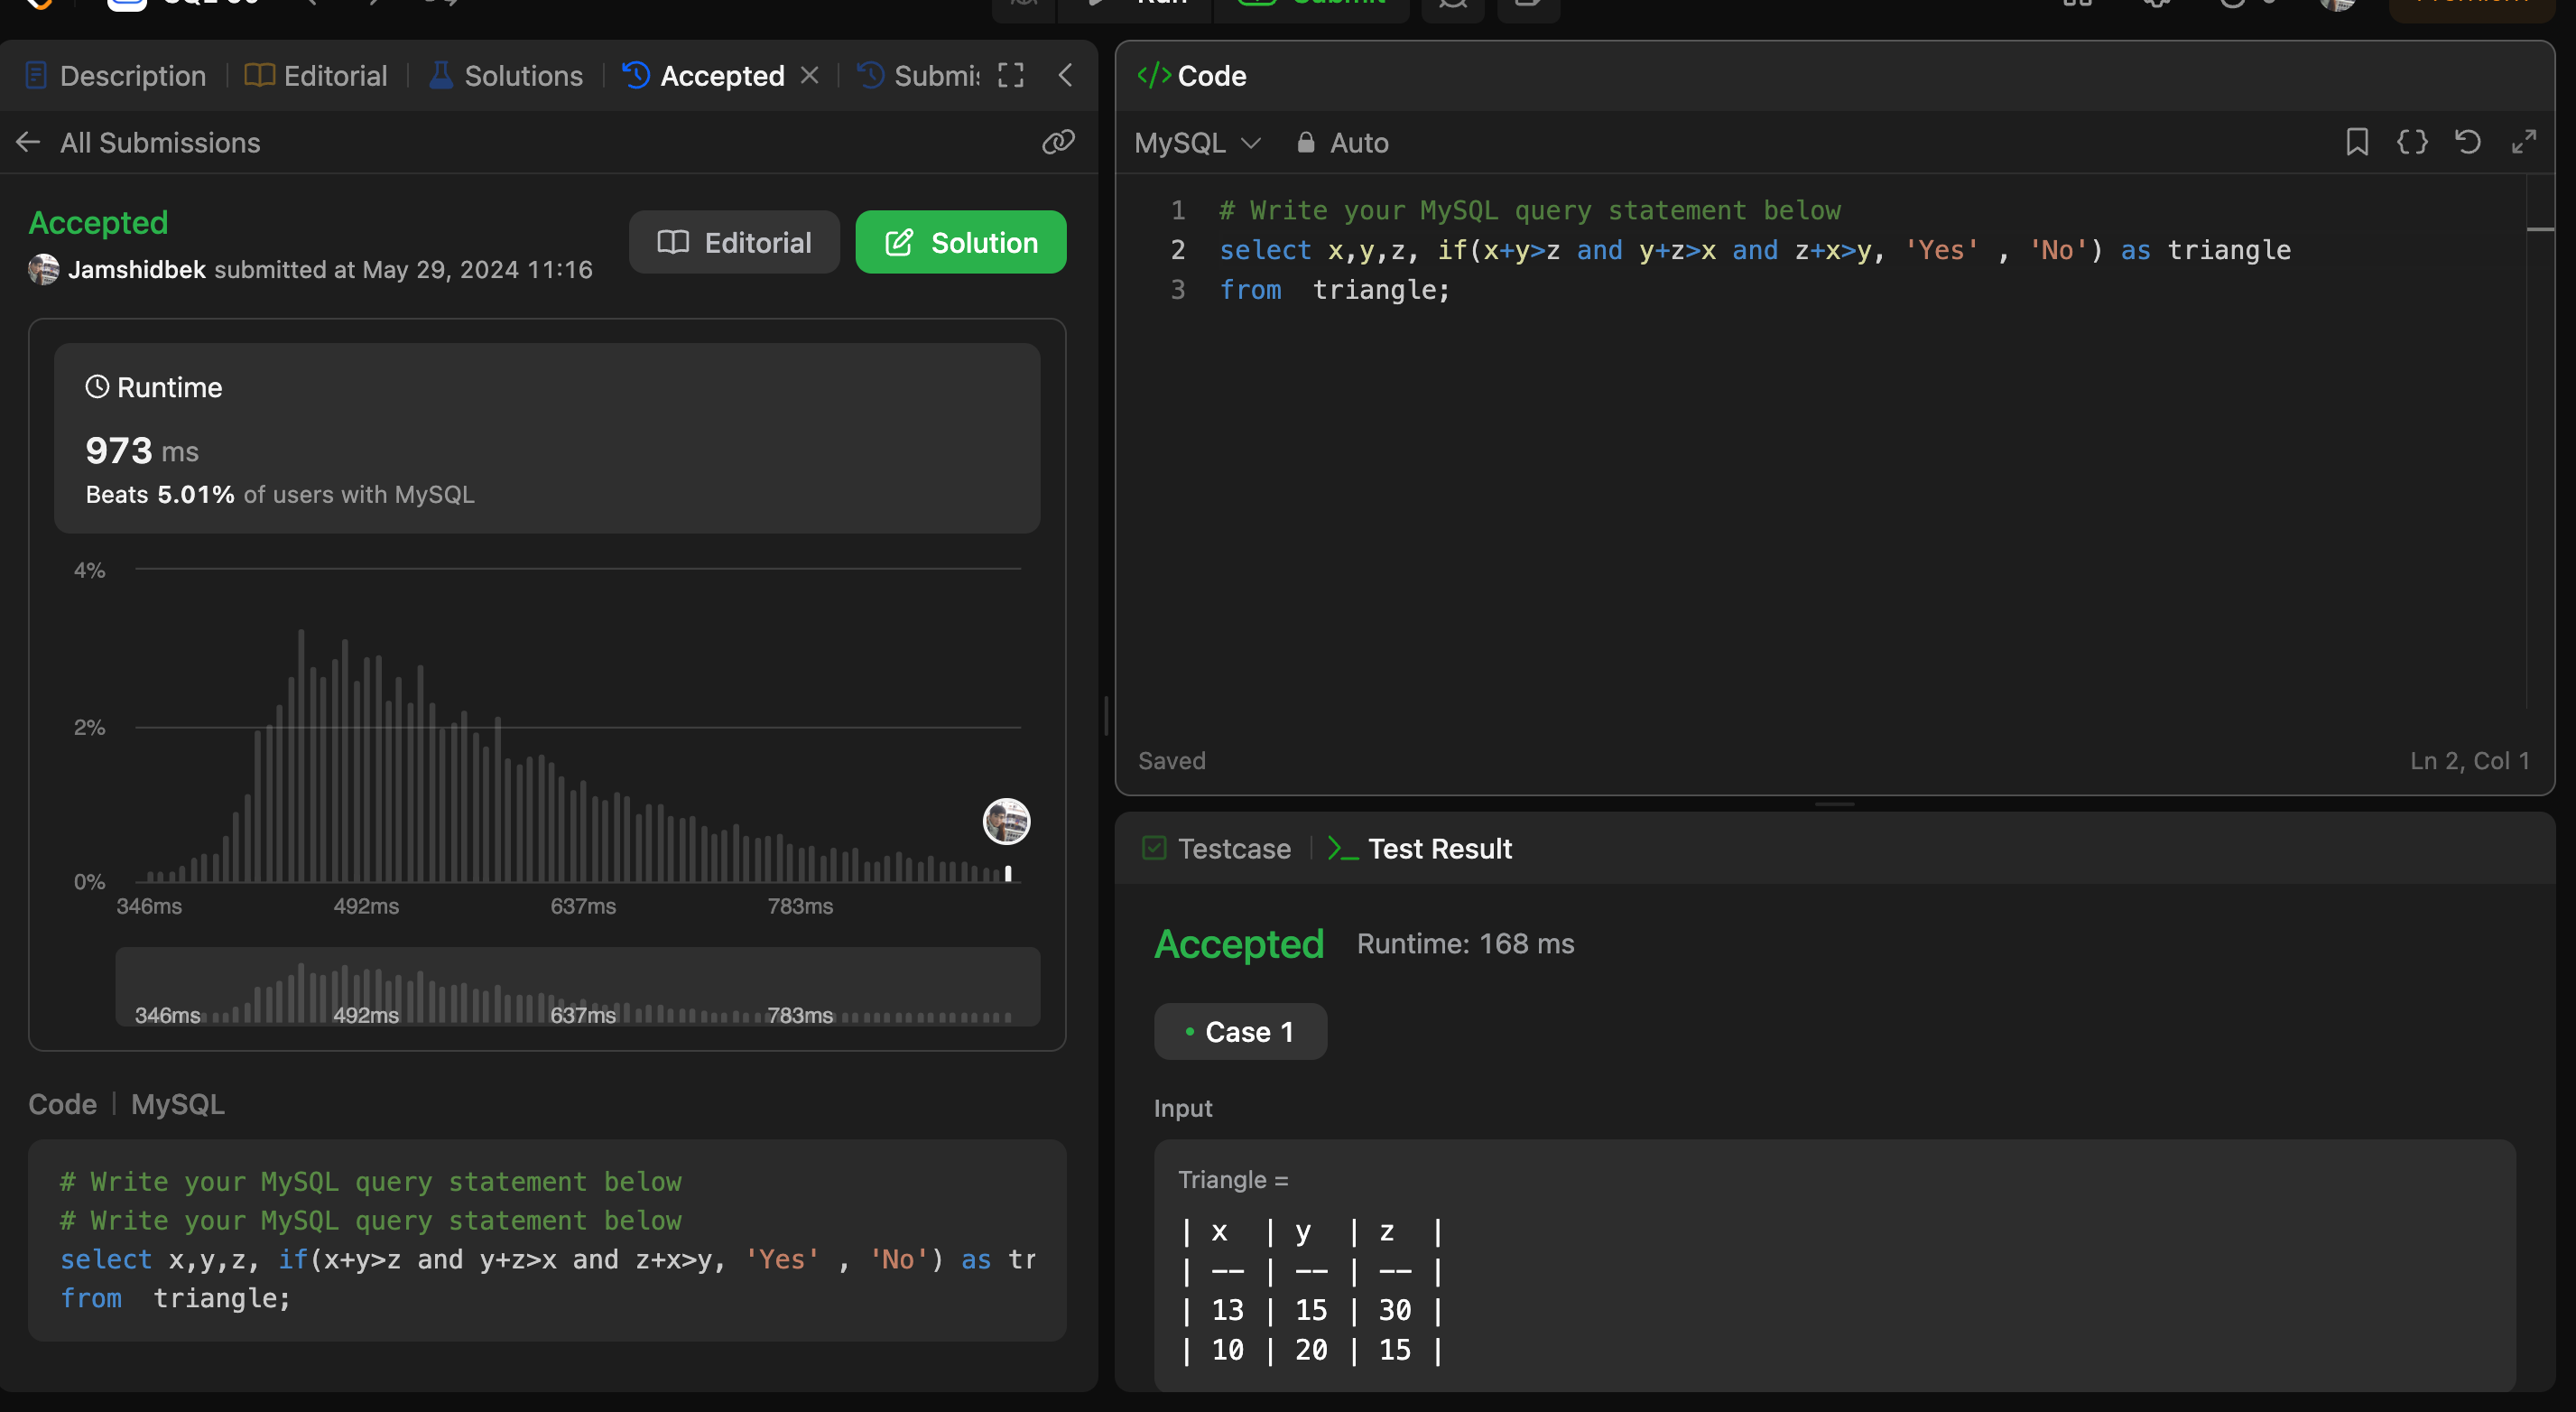 Description
Editorial
Solutions
Accepted
Submis
All Submissions
Accepted
Jamshidbek submitted at May 29, 2024 11:16
Editorial
Solution
Runtime
973 ms
Beats 5.01% of users with MySQL
4%
2%
0%
346ms 492ms 637ms 783ms
346ms 492ms 637ms 783ms
Code | MySQL
# Write your MySQL query statement below
# Write your MySQL query statement below
select x,y,z, if(x+y>z and y+z>x and z+x>y, 'Yes' , 'No') as tr
from  triangle;
</> Code
MySQL
Auto
1 # Write your MySQL query statement below
2 select x,y,z, if(x+y>z and y+z>x and z+x>y, 'Yes' , 'No') as triangle
3 from  triangle;
Saved
Ln 2, Col 1
Testcase
Test Result
Accepted
Runtime: 168 ms
Case 1
Input
Triangle =
| x  | y  | z  |
| -- | -- | -- |
| 13 | 15 | 30 |
| 10 | 20 | 15 |